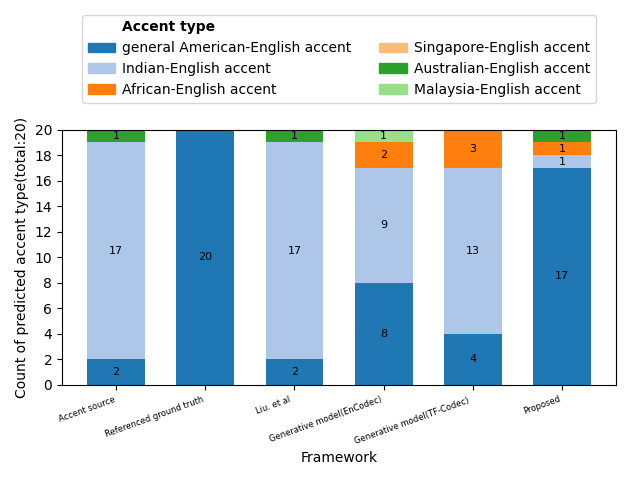 Accent type
general American-English accent
Indian-English accent
African-English accent
Singapore-English accent
Australian-English accent
Malaysia-English accent
Count of predicted accent type(total:20)
20
18
16
14
12
10
8
6
4
2
0
1
17
2
20
1
17
2
1
2
9
8
3
13
4
1
1
1
17
Accent source
Referenced ground truth
Liu. et al
Generative model(EnCodec)
Generative model(TF-Codec)
Proposed
Framework